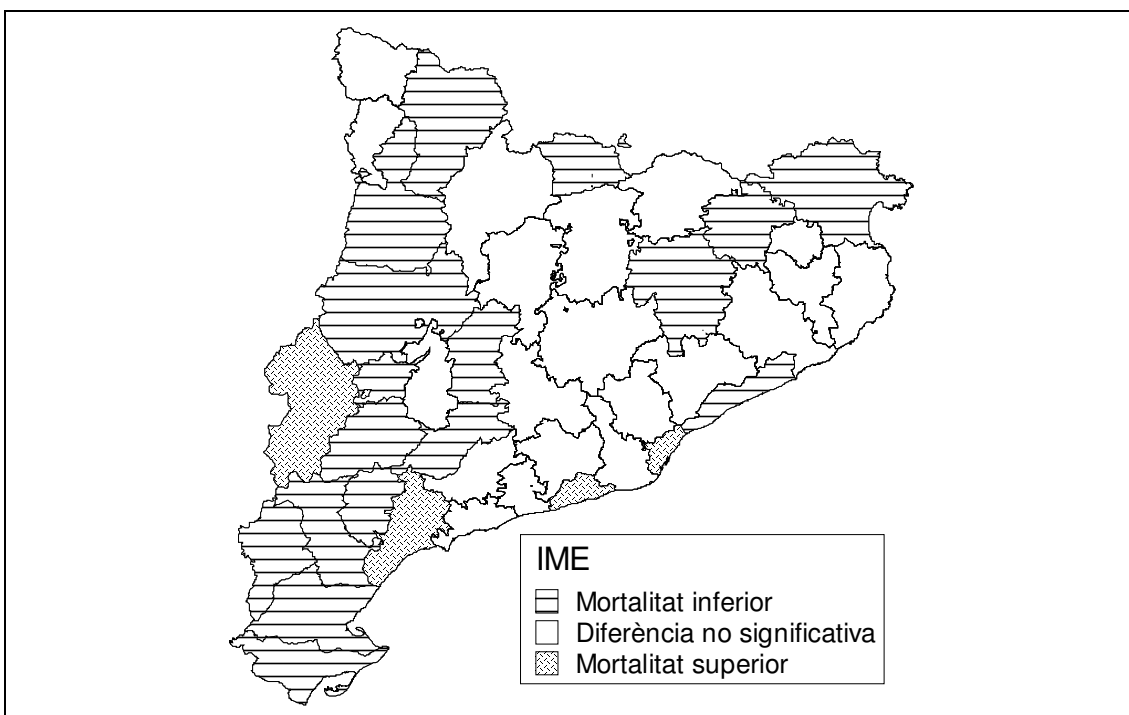 IME
Mortalitat inferior
Diferència no significativa
Mortalitat superior